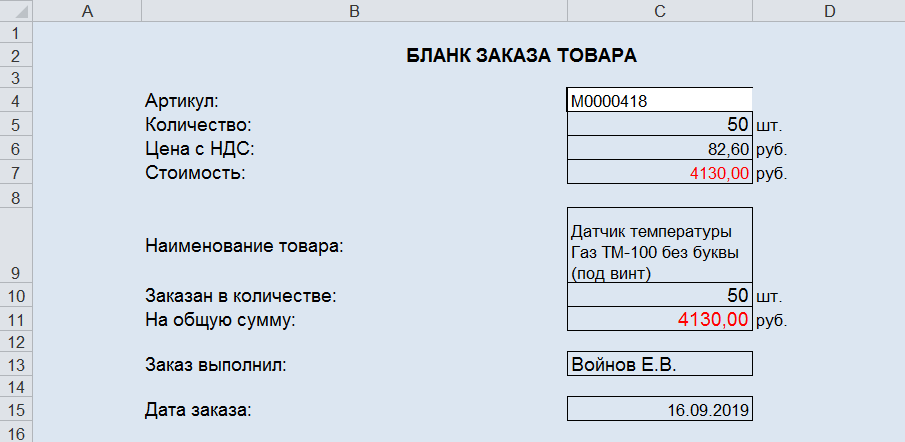 A B C D
1
2 БЛАНК ЗАКАЗА ТОВАРА
3
4 Артикул: М0000418
5 Количество: 50 шт.
6 Цена с НДС: 82,60 руб.
7 Стоимость: 4130,00 руб.
8
Датчик температуры
Наименование товара: Газ ТМ-100 без буквы
9 (под винт)
10 Заказан в количестве: 50 шт.
11 На общую сумму: 4130,00 руб.
12
13 Заказ выполнил: Войнов Е.В.
14
15 Дата заказа: 16.09.2019
16